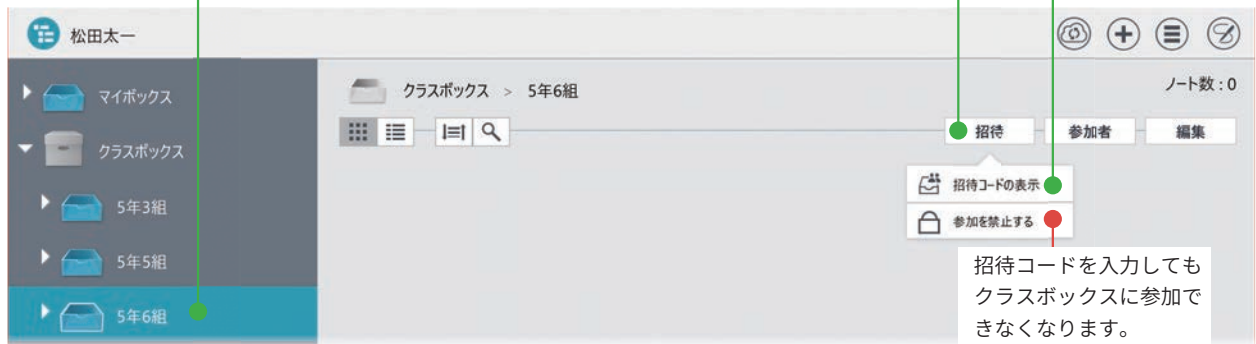 松田太一
マイボックス
クラスボックス
5年3組
5年5組
5年6組
クラスボックス > 5年6組
ノート数 : 0
招待 参加者 編集
招待コードの表示
参加を禁止する
招待コードを入力しても
クラスボックスに参加で
きなくなります。